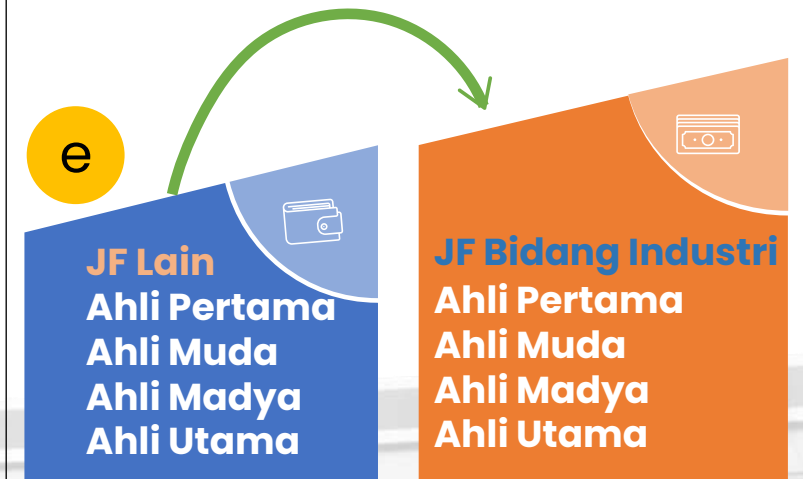 e
JF Lain
Ahli Pertama
Ahli Muda
Ahli Madya
Ahli Utama
JF Bidang Industri
Ahli Pertama
Ahli Muda
Ahli Madya
Ahli Utama